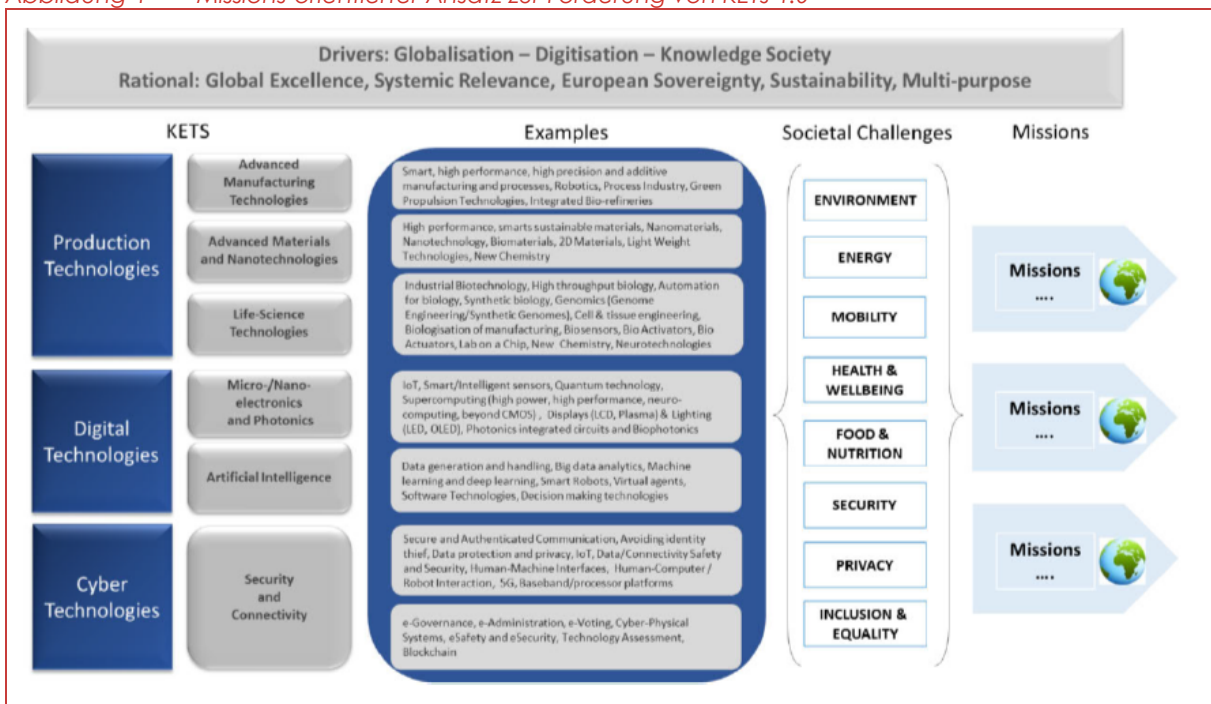 Drivers: Globalisation – Digitisation – Knowledge Society
Rational: Global Excellence, Systemic Relevance, European Sovereignty, Sustainability, Multi-purpose
KETS
Examples
Societal Challenges
Missions
Production
Technologies
Advanced
Manufacturing
Technologies
Smart, high performance, high precision and additive
manufacturing and processes, Robotics, Process Industry, Green
Propulsion Technologies, Integrated Bio-refineries
Advanced Materials
and Nanotechnologies
High performance, smarts sustainable materials, Nanomaterials,
Nanotechnology, Biomaterials, 2D Materials, Light Weight
Technologies, New Chemistry
Life-Science
Technologies
Industrial Biotechnology, High throughput biology, Automation
for biology, Synthetic biology, Genomics (Genome
Engineering/Synthetic Genomes), Cell & tissue engineering,
Biologisation of manufacturing, Biosensors, Bio Activators, Bio
Actuators, Lab on a Chip, New Chemistry, Neurotechnologies
Digital
Technologies
Micro-/Nano-
electronics
and Photonics
IoT, Smart/Intelligent sensors, Quantum technology,
Supercomputing (high power, high performance, neuro-
computing, beyond CMOS) , Displays (LCD, Plasma) & Lighting
(LED, OLED), Photonics integrated circuits and Biophotonics
Artificial Intelligence
Data generation and handling, Big data analytics, Machine
learning and deep learning, Smart Robots, Virtual agents,
Software Technologies, Decision making technologies
Cyber
Technologies
Security
and
Connectivity
Secure and Authenticated Communication, Avoiding identity
thief, Data protection and privacy, IoT, Data/Connectivity Safety
and Security, Human-Machine Interfaces, Human-Computer /
Robot Interaction, 5G, Baseband/processor platforms
e-Governance, e-Administration, e-Voting, Cyber-Physical
Systems, eSafety and eSecurity, Technology Assessment,
Blockchain
ENVIRONMENT
ENERGY
MOBILITY
HEALTH &
WELLBEING
FOOD &
NUTRITION
SECURITY
PRIVACY
INCLUSION &
EQUALITY
Missions
....
Missions
....
Missions
....